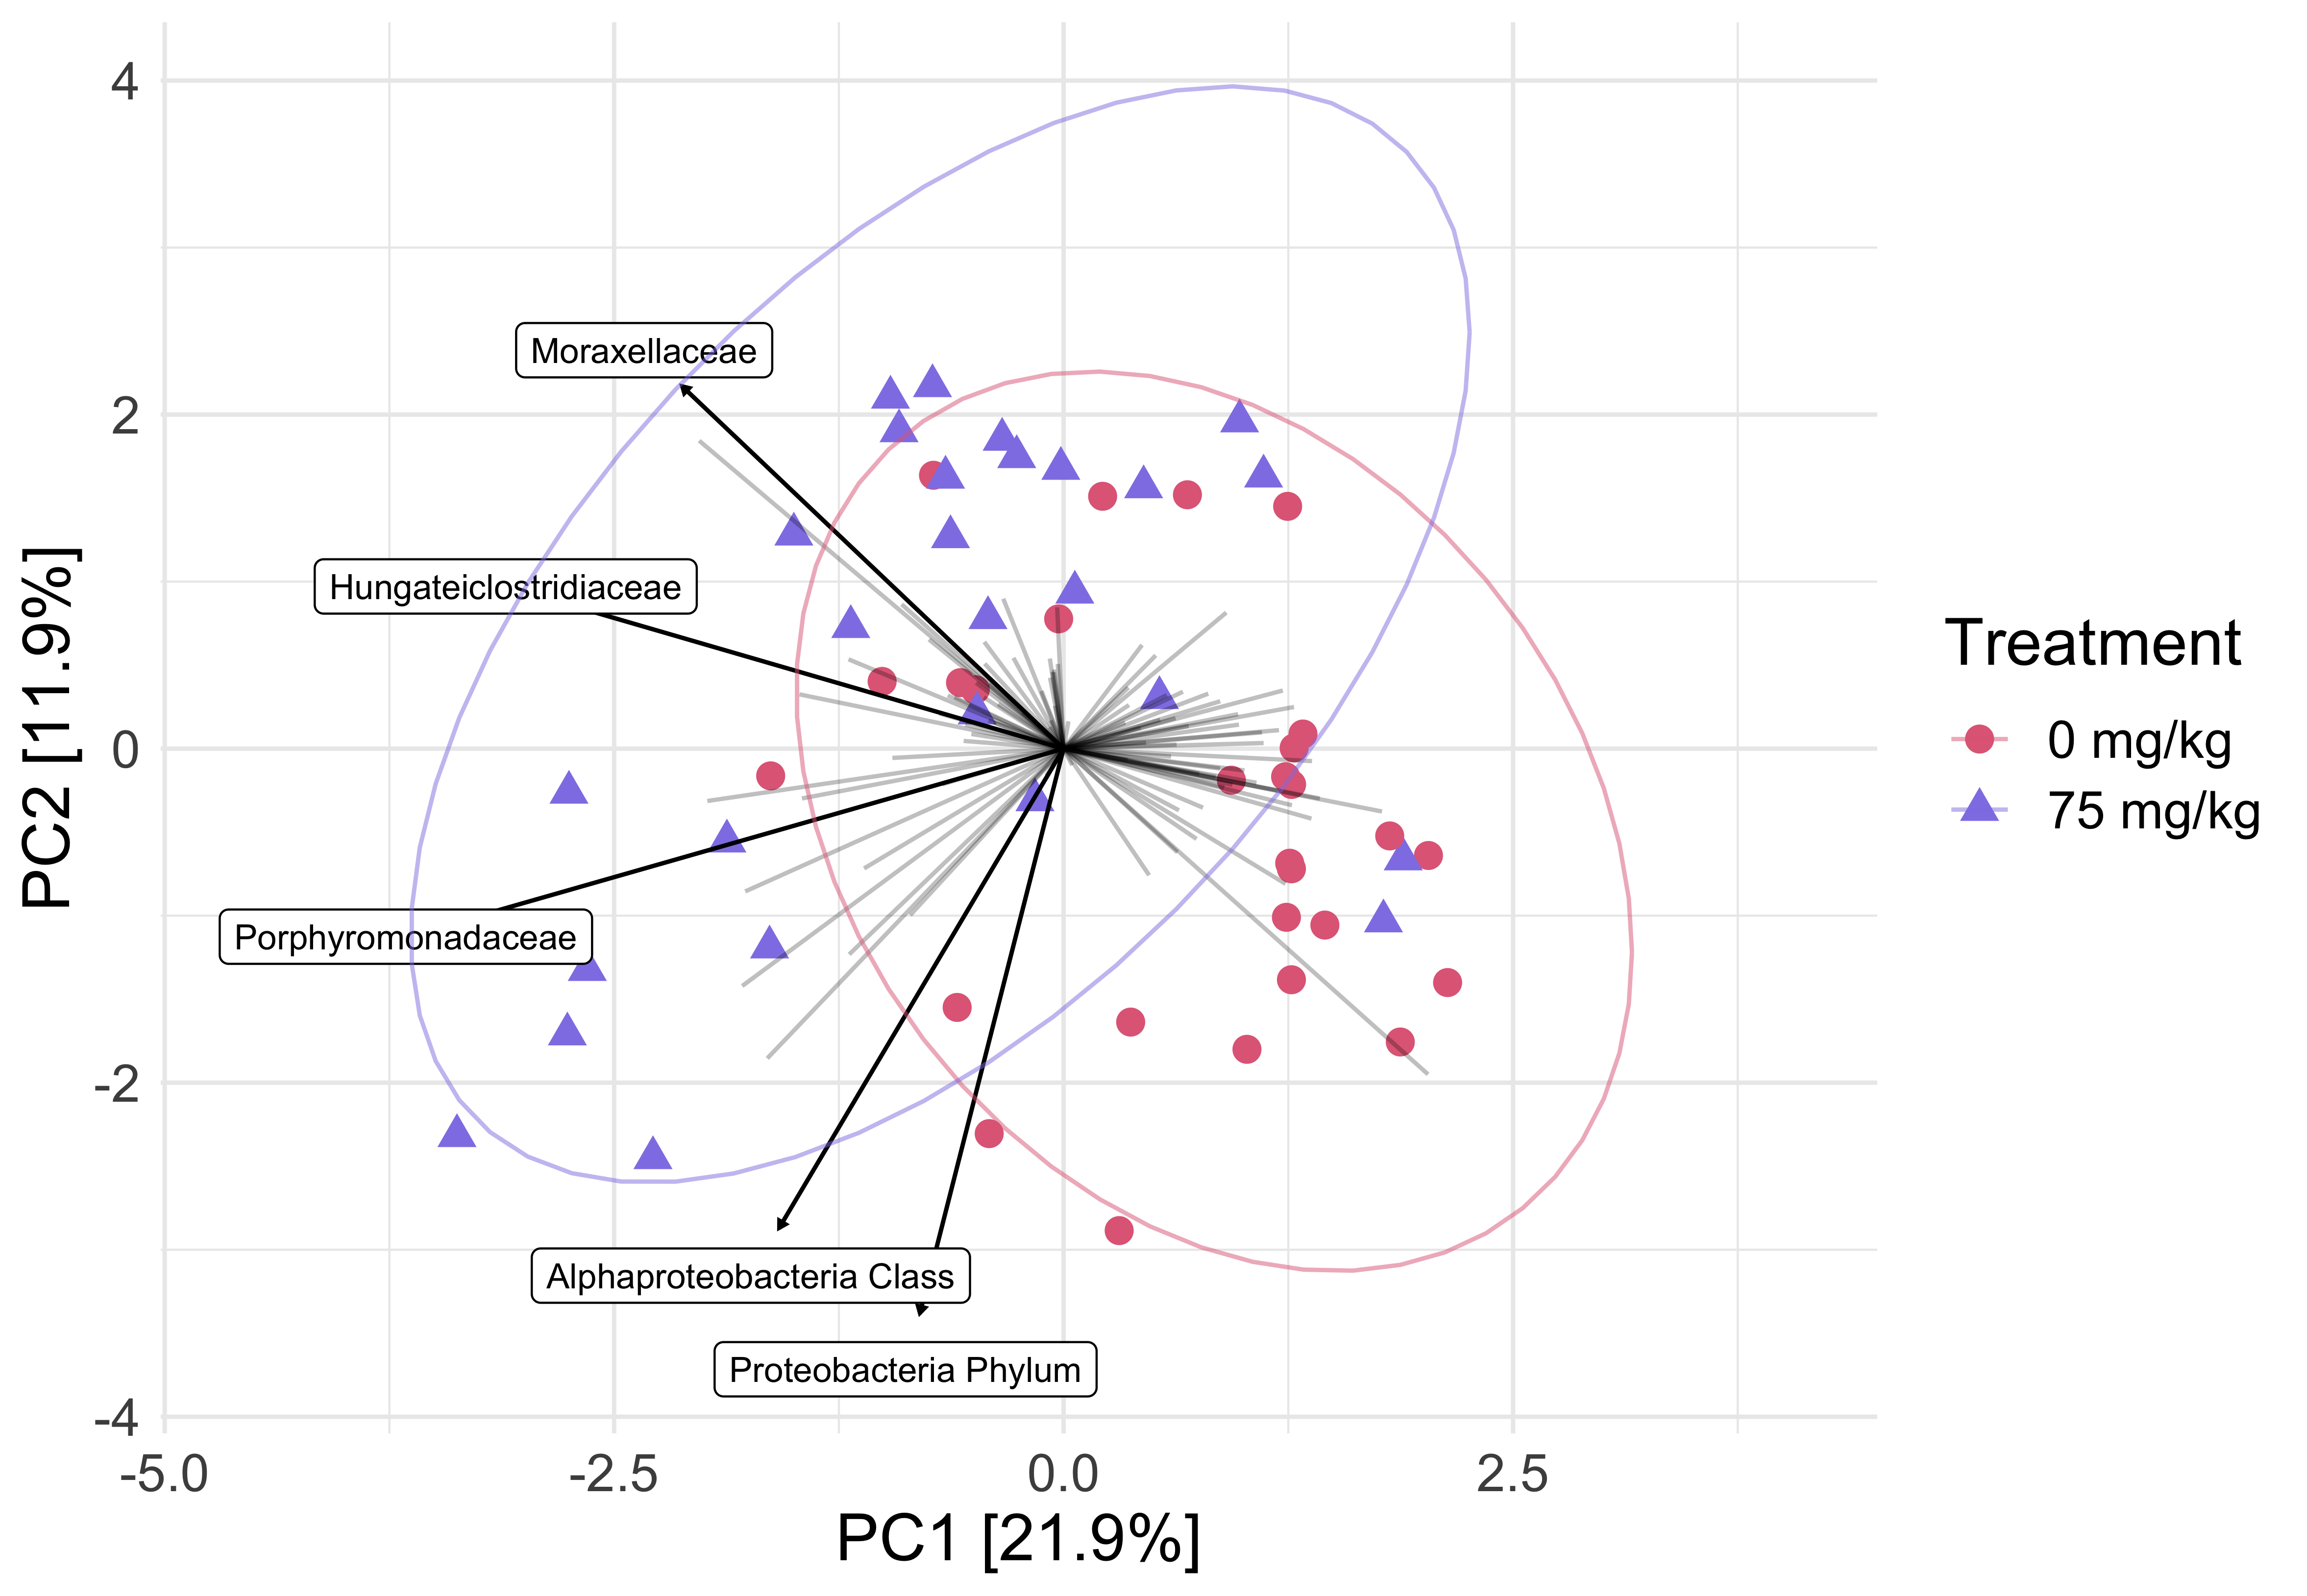 4
2
0
-2
-4
PC2 [11.9%]
Moraxellaceae
Hungateiclostridiaceae
Porphyromonadaceae
Alphaproteobacteria Class
Proteobacteria Phylum
-5.0
-2.5
0.0
2.5
PC1 [21.9%]
Treatment
0 mg/kg
75 mg/kg